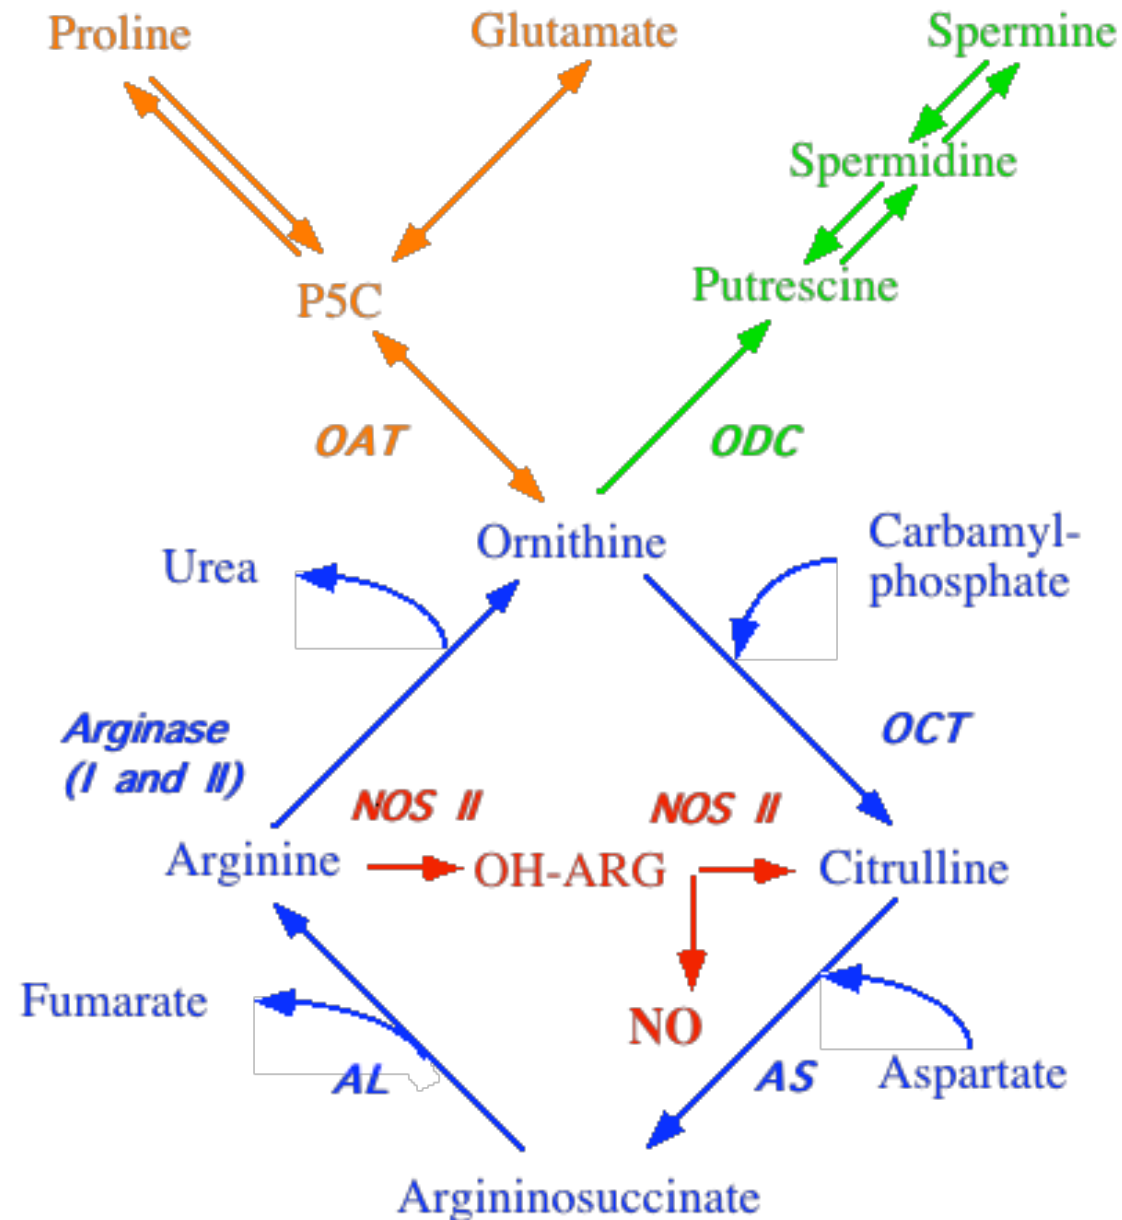 Proline
Glutamate
Spermine
Spermidine
P5C
Putrescine
OAT
ODC
Ornithine
Carbamyl-
phosphate
Urea
Arginase
(I and II)
OCT
NOS II
NOS II
Arginine
OH-ARG
Citrulline
Fumarate
NO
AL
AS
Aspartate
Argininosuccinate